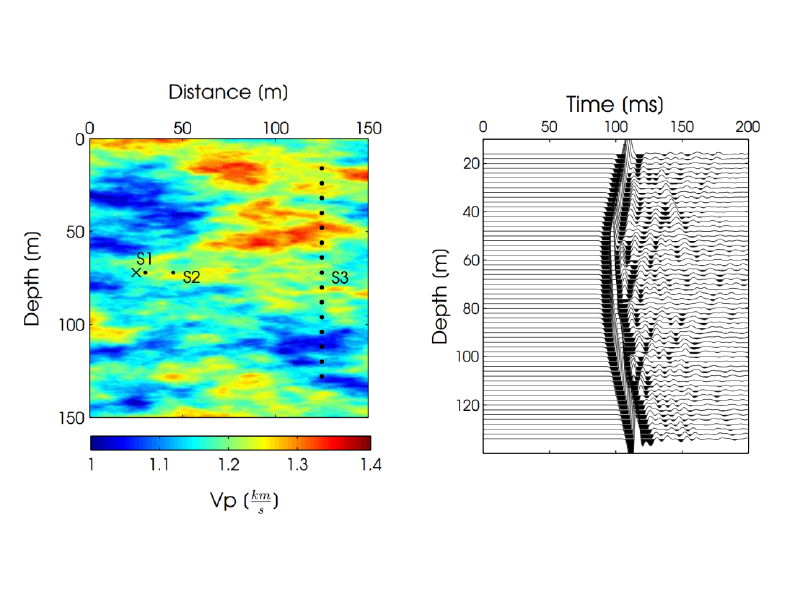 Distance (m)
0 50 100 150
0
50
100
150
Depth (m)
S1
S2
S3
1 1.1 1.2 1.3 1.4
Vp (km/s)
Time (ms)
0 50 100 150 200
20
40
60
80
100
120
Depth (m)